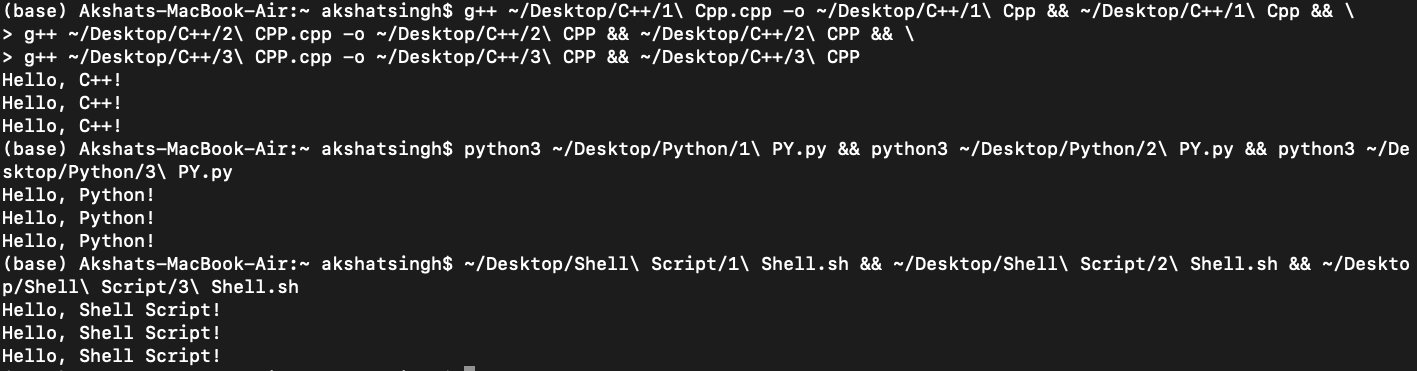 (base) Akshats-MacBook-Air:~ akshatsingh$ g++ ~/Desktop/C++/1\ Cpp.cpp -o ~/Desktop/C++/1\ Cpp && ~/Desktop/C++/1\ Cpp && \
> g++ ~/Desktop/C++/2\ CPP.cpp -o ~/Desktop/C++/2\ CPP && ~/Desktop/C++/2\ CPP && \
> g++ ~/Desktop/C++/3\ CPP.cpp -o ~/Desktop/C++/3\ CPP && ~/Desktop/C++/3\ CPP
Hello, C++!
Hello, C++!
Hello, C++!
(base) Akshats-MacBook-Air:~ akshatsingh$ python3 ~/Desktop/Python/1\ PY.py && python3 ~/Desktop/Python/2\ PY.py && python3 ~/De
sktop/Python/3\ PY.py
Hello, Python!
Hello, Python!
Hello, Python!
(base) Akshats-MacBook-Air:~ akshatsingh$ ~/Desktop/Shell\ Script/1\ Shell.sh && ~/Desktop/Shell\ Script/2\ Shell.sh && ~/Deskto
p/Shell\ Script/3\ Shell.sh
Hello, Shell Script!
Hello, Shell Script!
Hello, Shell Script!